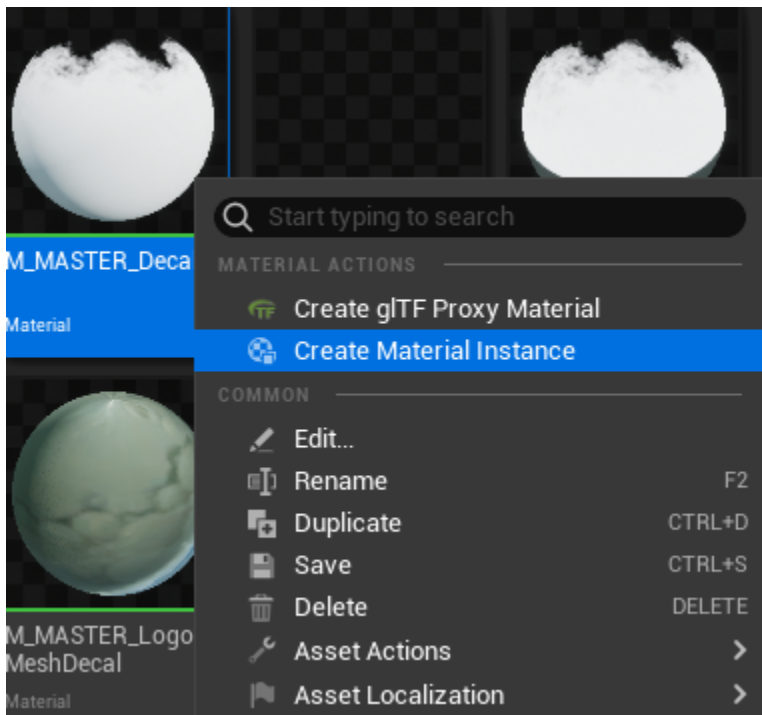 M_MASTER_Deca
Material
M_MASTER_Logo
MeshDecal
Material
Start typing to search
MATERIAL ACTIONS
TF
Create glTF Proxy Material
Create Material Instance
COMMON
Edit...
Rename F2
Duplicate CTRL+D
Save CTRL+S
Delete DELETE
Asset Actions
Asset Localization